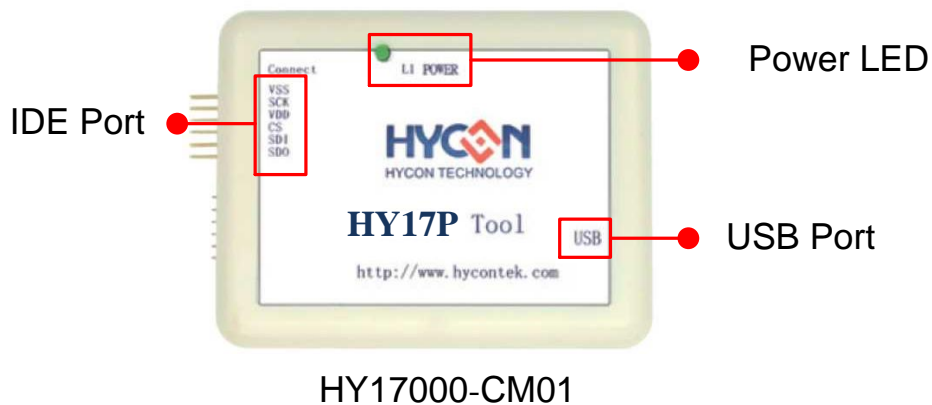 Power LED
Connect
L1 POWER
VSS
SCK
VDD
CS
SDI
SDO
IDE Port
HYCON
HYCON TECHNOLOGY
HY17P Tool
USB
USB Port
http://www.hycontek.com
HY17000-CM01